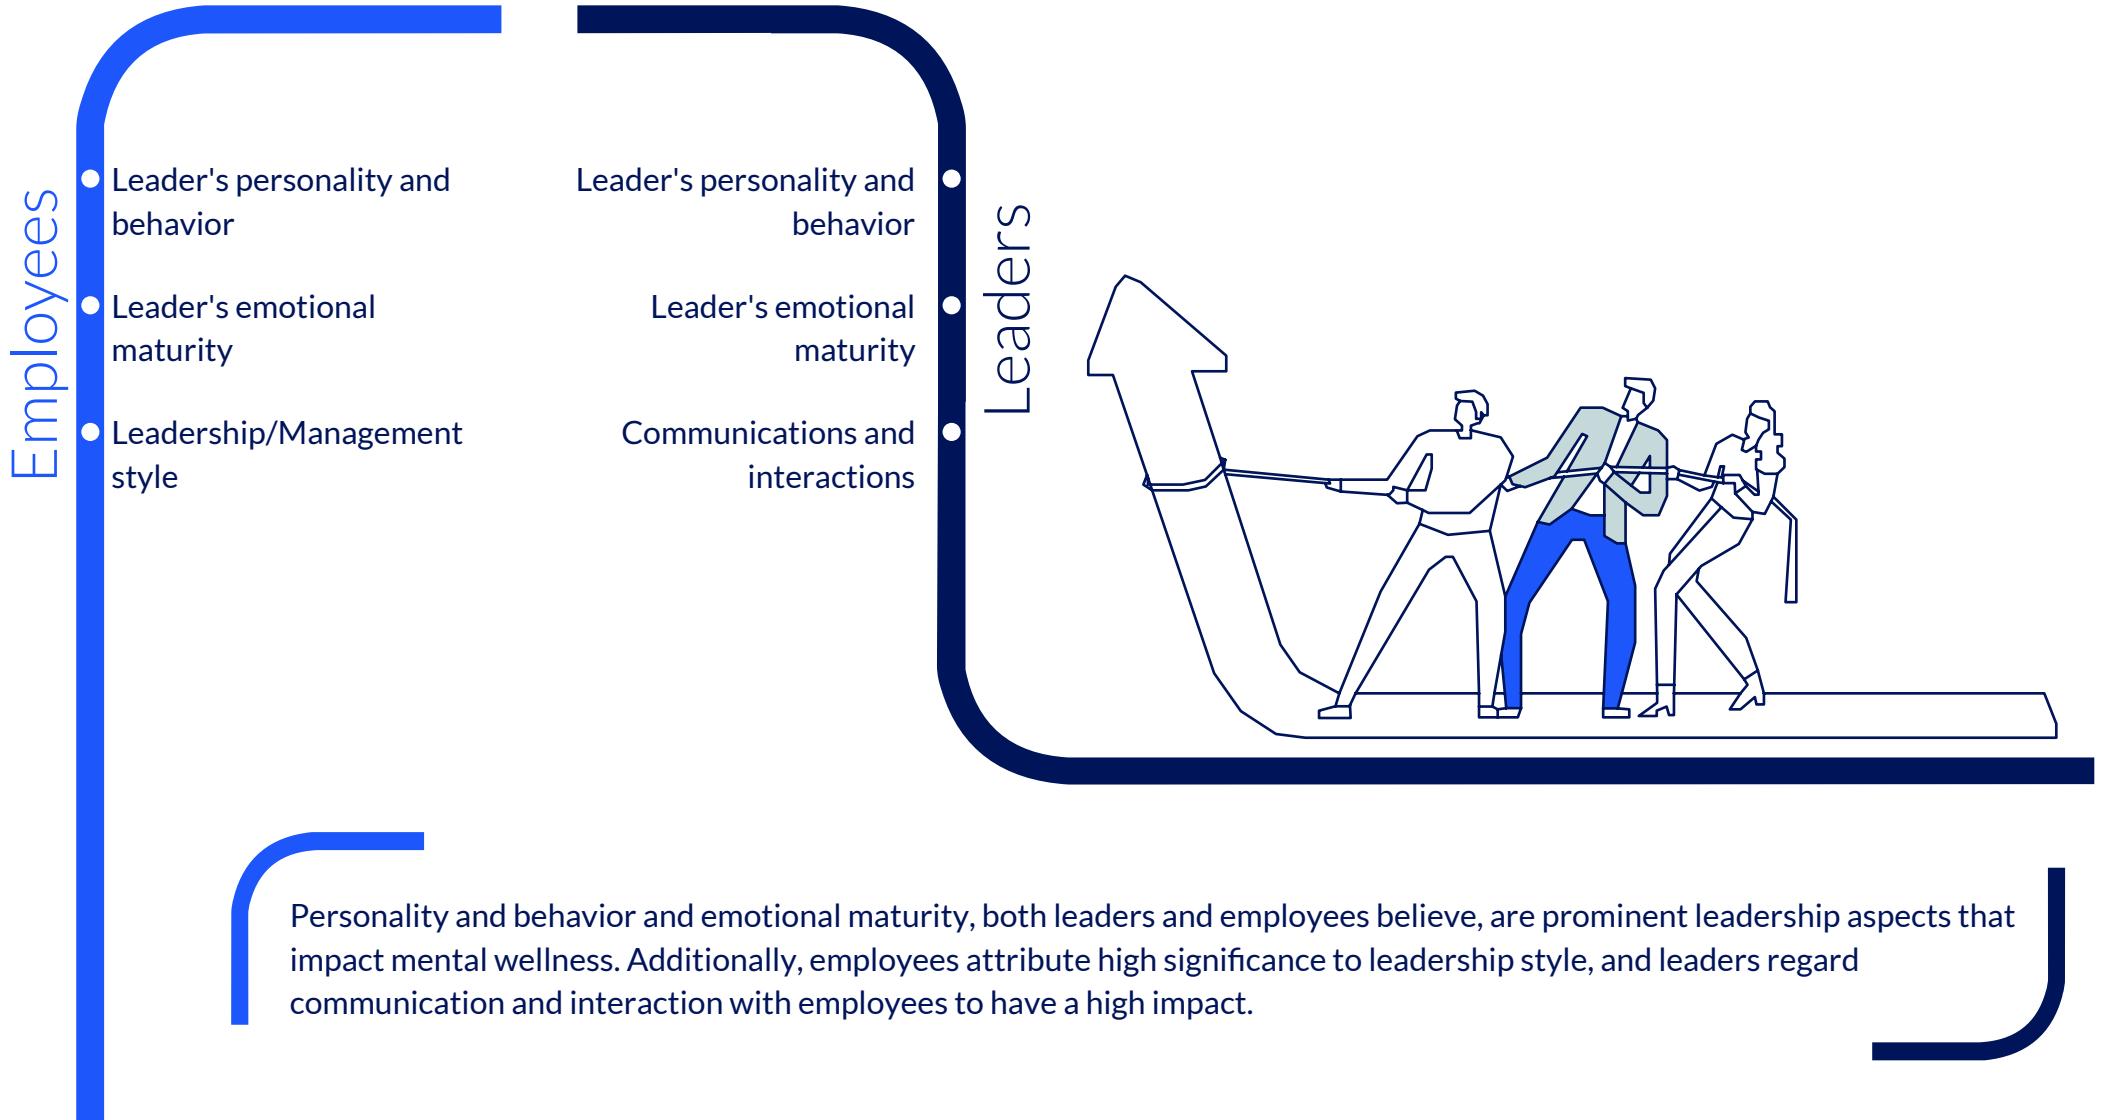 Employees
Leader's personality and
behavior
Leader's emotional
maturity
Leadership/Management
style
Leader's personality and
behavior
Leader's emotional
maturity
Communications and
interactions
Leaders
Personality and behavior and emotional maturity, both leaders and employees believe, are prominent leadership aspects that
impact mental wellness. Additionally, employees attribute high significance to leadership style, and leaders regard
communication and interaction with employees to have a high impact.